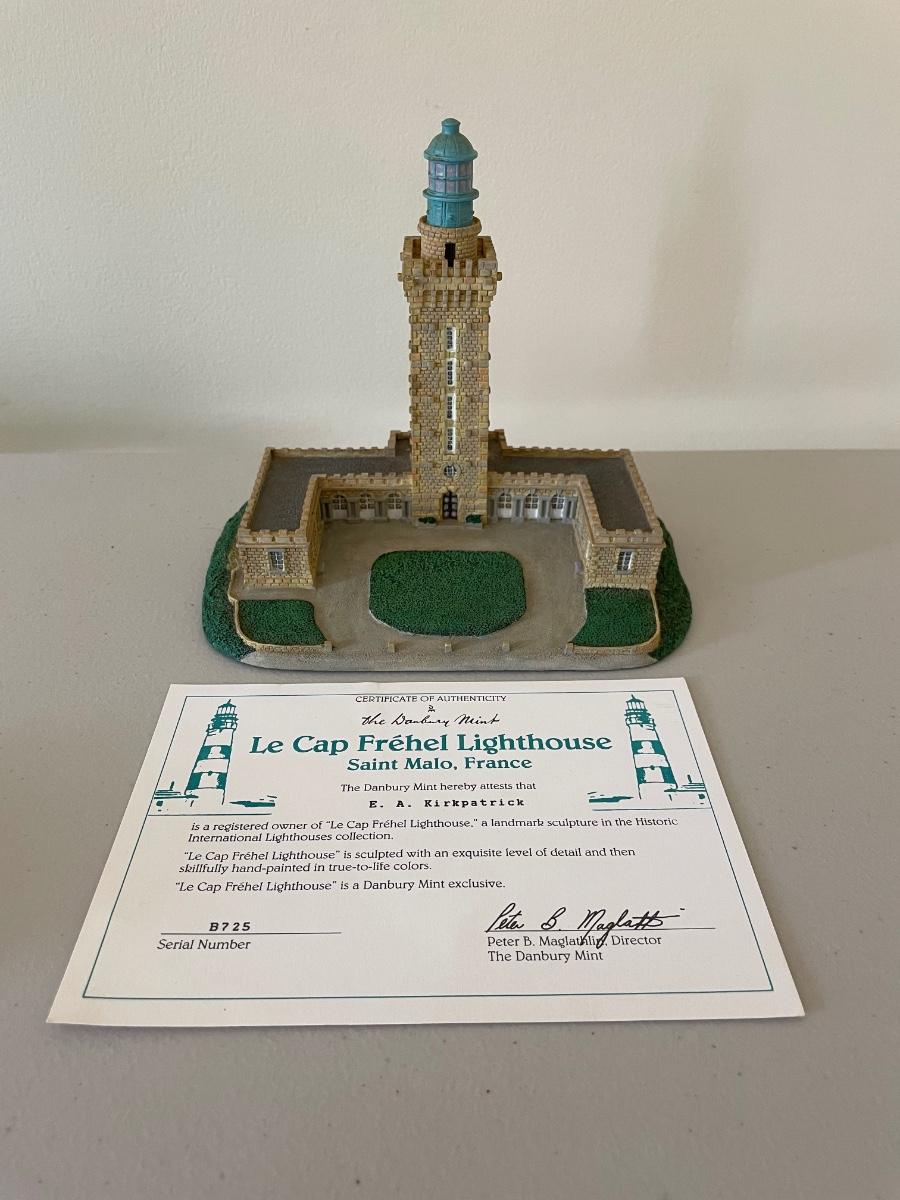 CERTIFICATE OF AUTHENTICITY
The Danbury Mint
Le Cap Fréhel Lighthouse
Saint Malo, France
The Danbury Mint hereby attests that
E. A. Kirkpatrick
is a registered owner of "Le Cap Fréhel Lighthouse," a landmark sculpture in the Historic
International Lighthouses collection.
"Le Cap Fréhel Lighthouse" is sculpted with an exquisite level of detail and then
skillfully hand-painted in true-to-life colors.
"Le Cap Fréhel Lighthouse" is a Danbury Mint exclusive.
B725
Serial Number
Peter B. Maglathlin
Peter B. Maglathlin, Director
The Danbury Mint